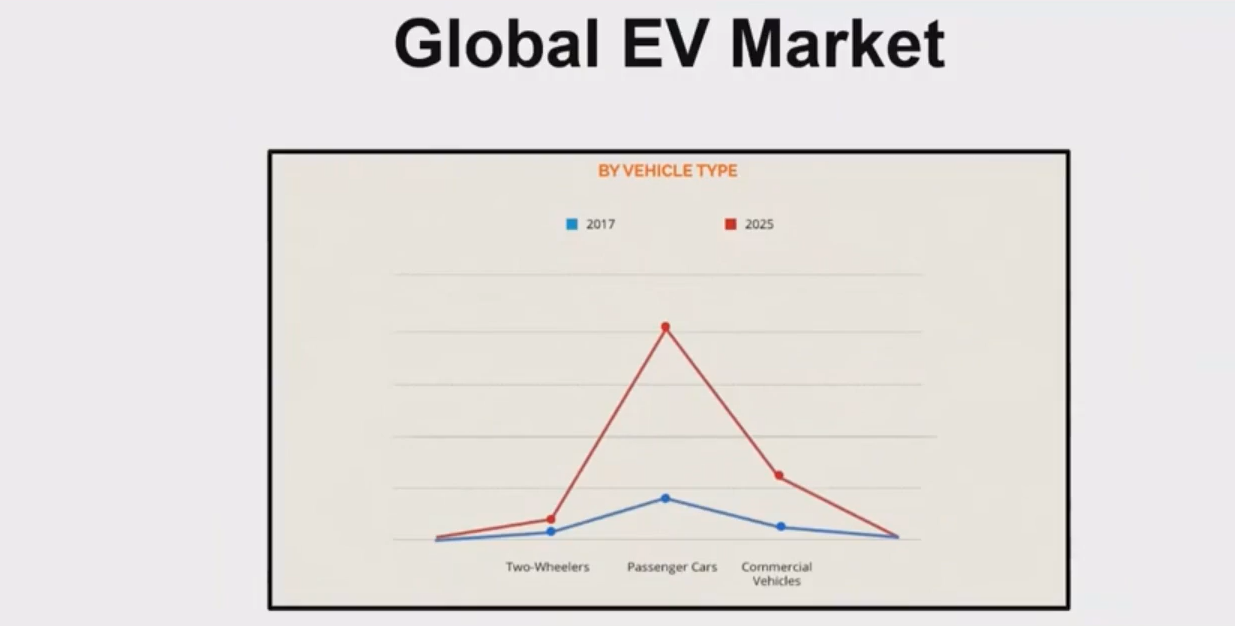 Global EV Market
BY VEHICLE TYPE
2017 2025
Two-Wheelers Passenger Cars Commercial
Vehicles